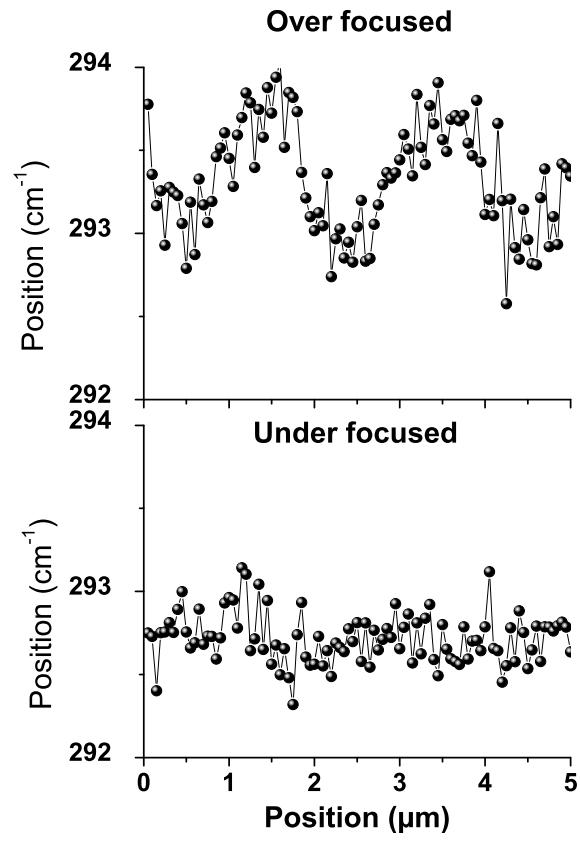 Over focused
294
293
292
Position (cm-1)
294
Under focused
293
292
Position (cm-1)
0 1 2 3 4 5
Position (µm)